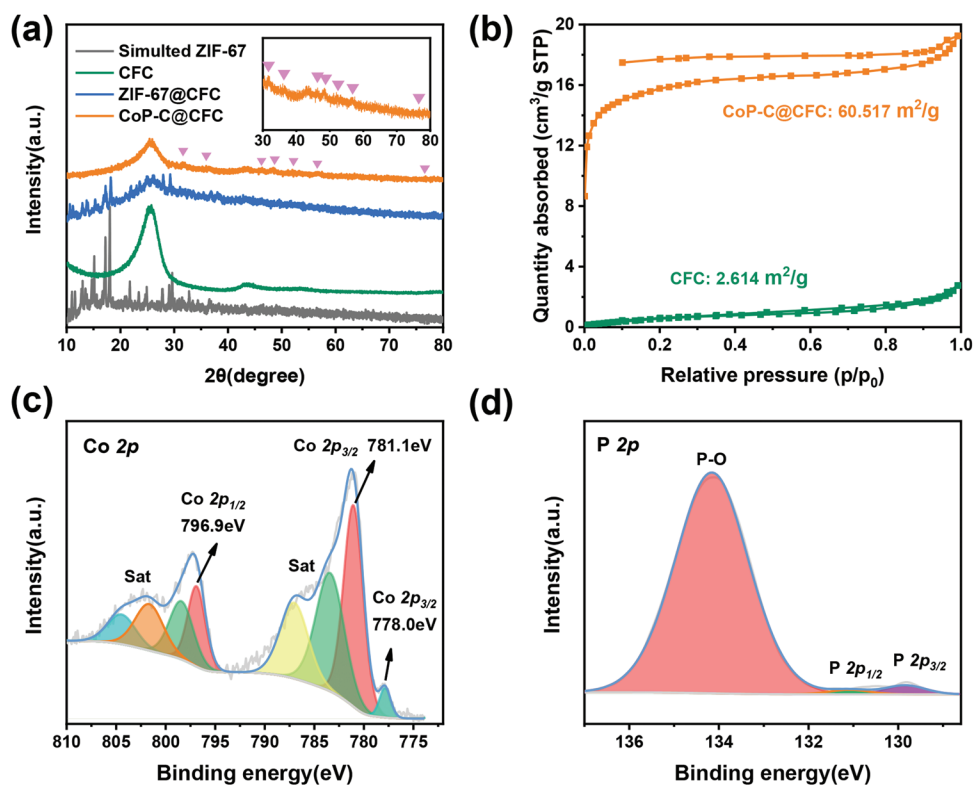 (a)
Simulted ZIF-67
CFC
ZIF-67@CFC
CoP-C@CFC
30 40 50 60 70 80
Intensity(a.u.)
10 20 30 40 50 60 70 80
2θ(degree)
(b)
Quantity absorbed (cm³/g STP)
20
16
12
8
4
0
CoP-C@CFC: 60.517 m²/g
CFC: 2.614 m²/g
0.0 0.2 0.4 0.6 0.8 1.0
Relative pressure (p/p₀)
(c)
Co 2p
Co 2p₁/₂
796.9eV
Sat
Co 2p₃/₂ 781.1eV
Sat
Co 2p₃/₂
778.0eV
Intensity(a.u.)
810 805 800 795 790 785 780 775
Binding energy(eV)
(d)
P 2p
P-O
P 2p₁/₂
P 2p₃/₂
Intensity(a.u.)
136 134 132 130
Binding energy(eV)